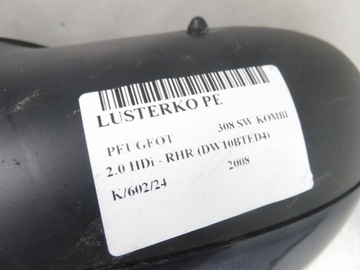 LUSTERKO PE
PEUGEOT 308 SW KOMBI
2.0 HDi - RHR (DW10BTED4)
2008
K/602/24